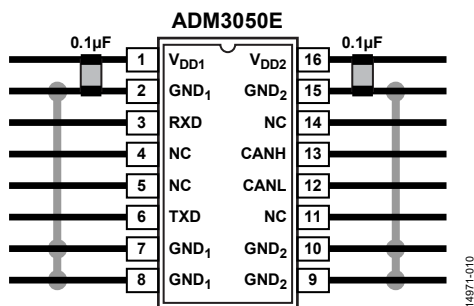 ADM3050E
0.1µF 0.1µF
1 VDD1 VDD2 16
2 GND1 GND2 15
3 RXD NC 14
4 NC CANH 13
5 NC CANL 12
6 TXD NC 11
7 GND1 GND2 10
8 GND1 GND2 9
14971-010